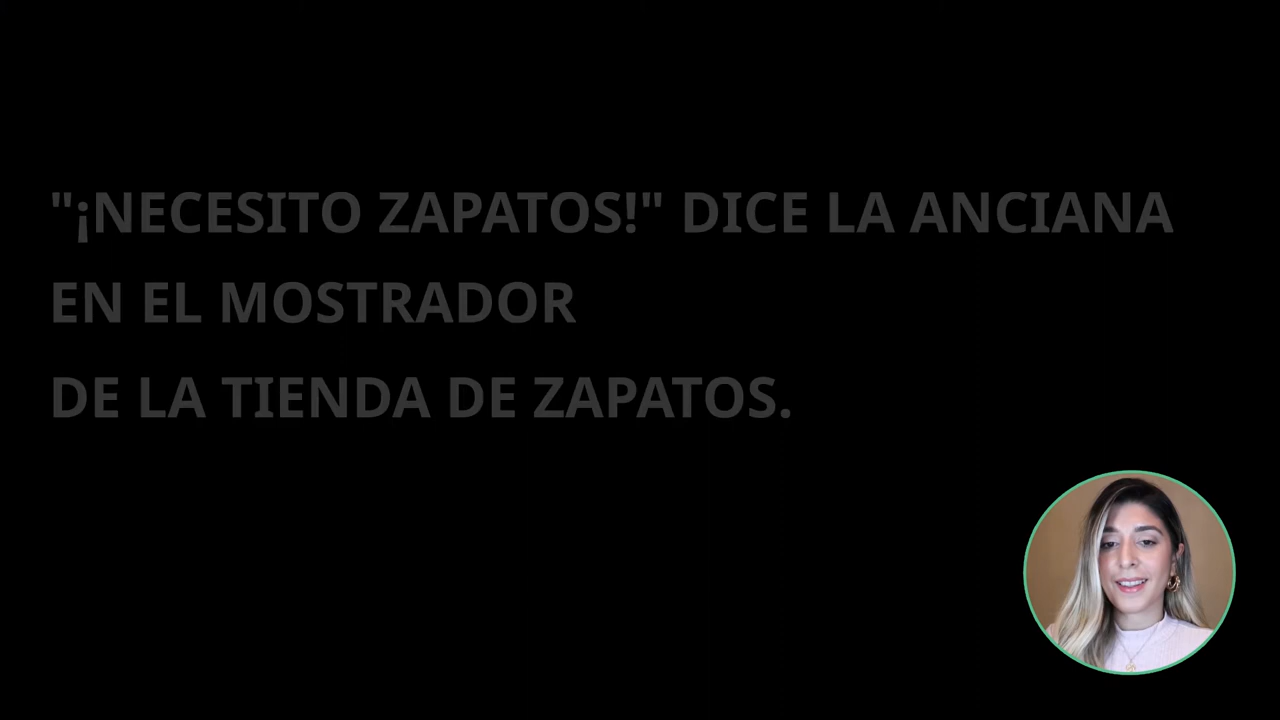 "¡NECESITO ZAPATOS!" DICE LA ANCIANA
EN EL MOSTRADOR
DE LA TIENDA DE ZAPATOS.